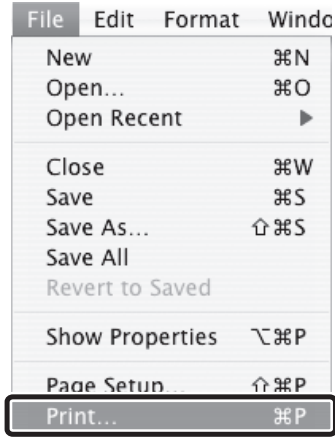 File Edit Format Windo
New ⌘N
Open... ⌘O
Open Recent ▶
Close ⌘W
Save ⌘S
Save As... ⇧⌘S
Save All
Revert to Saved
Show Properties ⌥⌘P
Page Setup... ⇧⌘P
Print... ⌘P